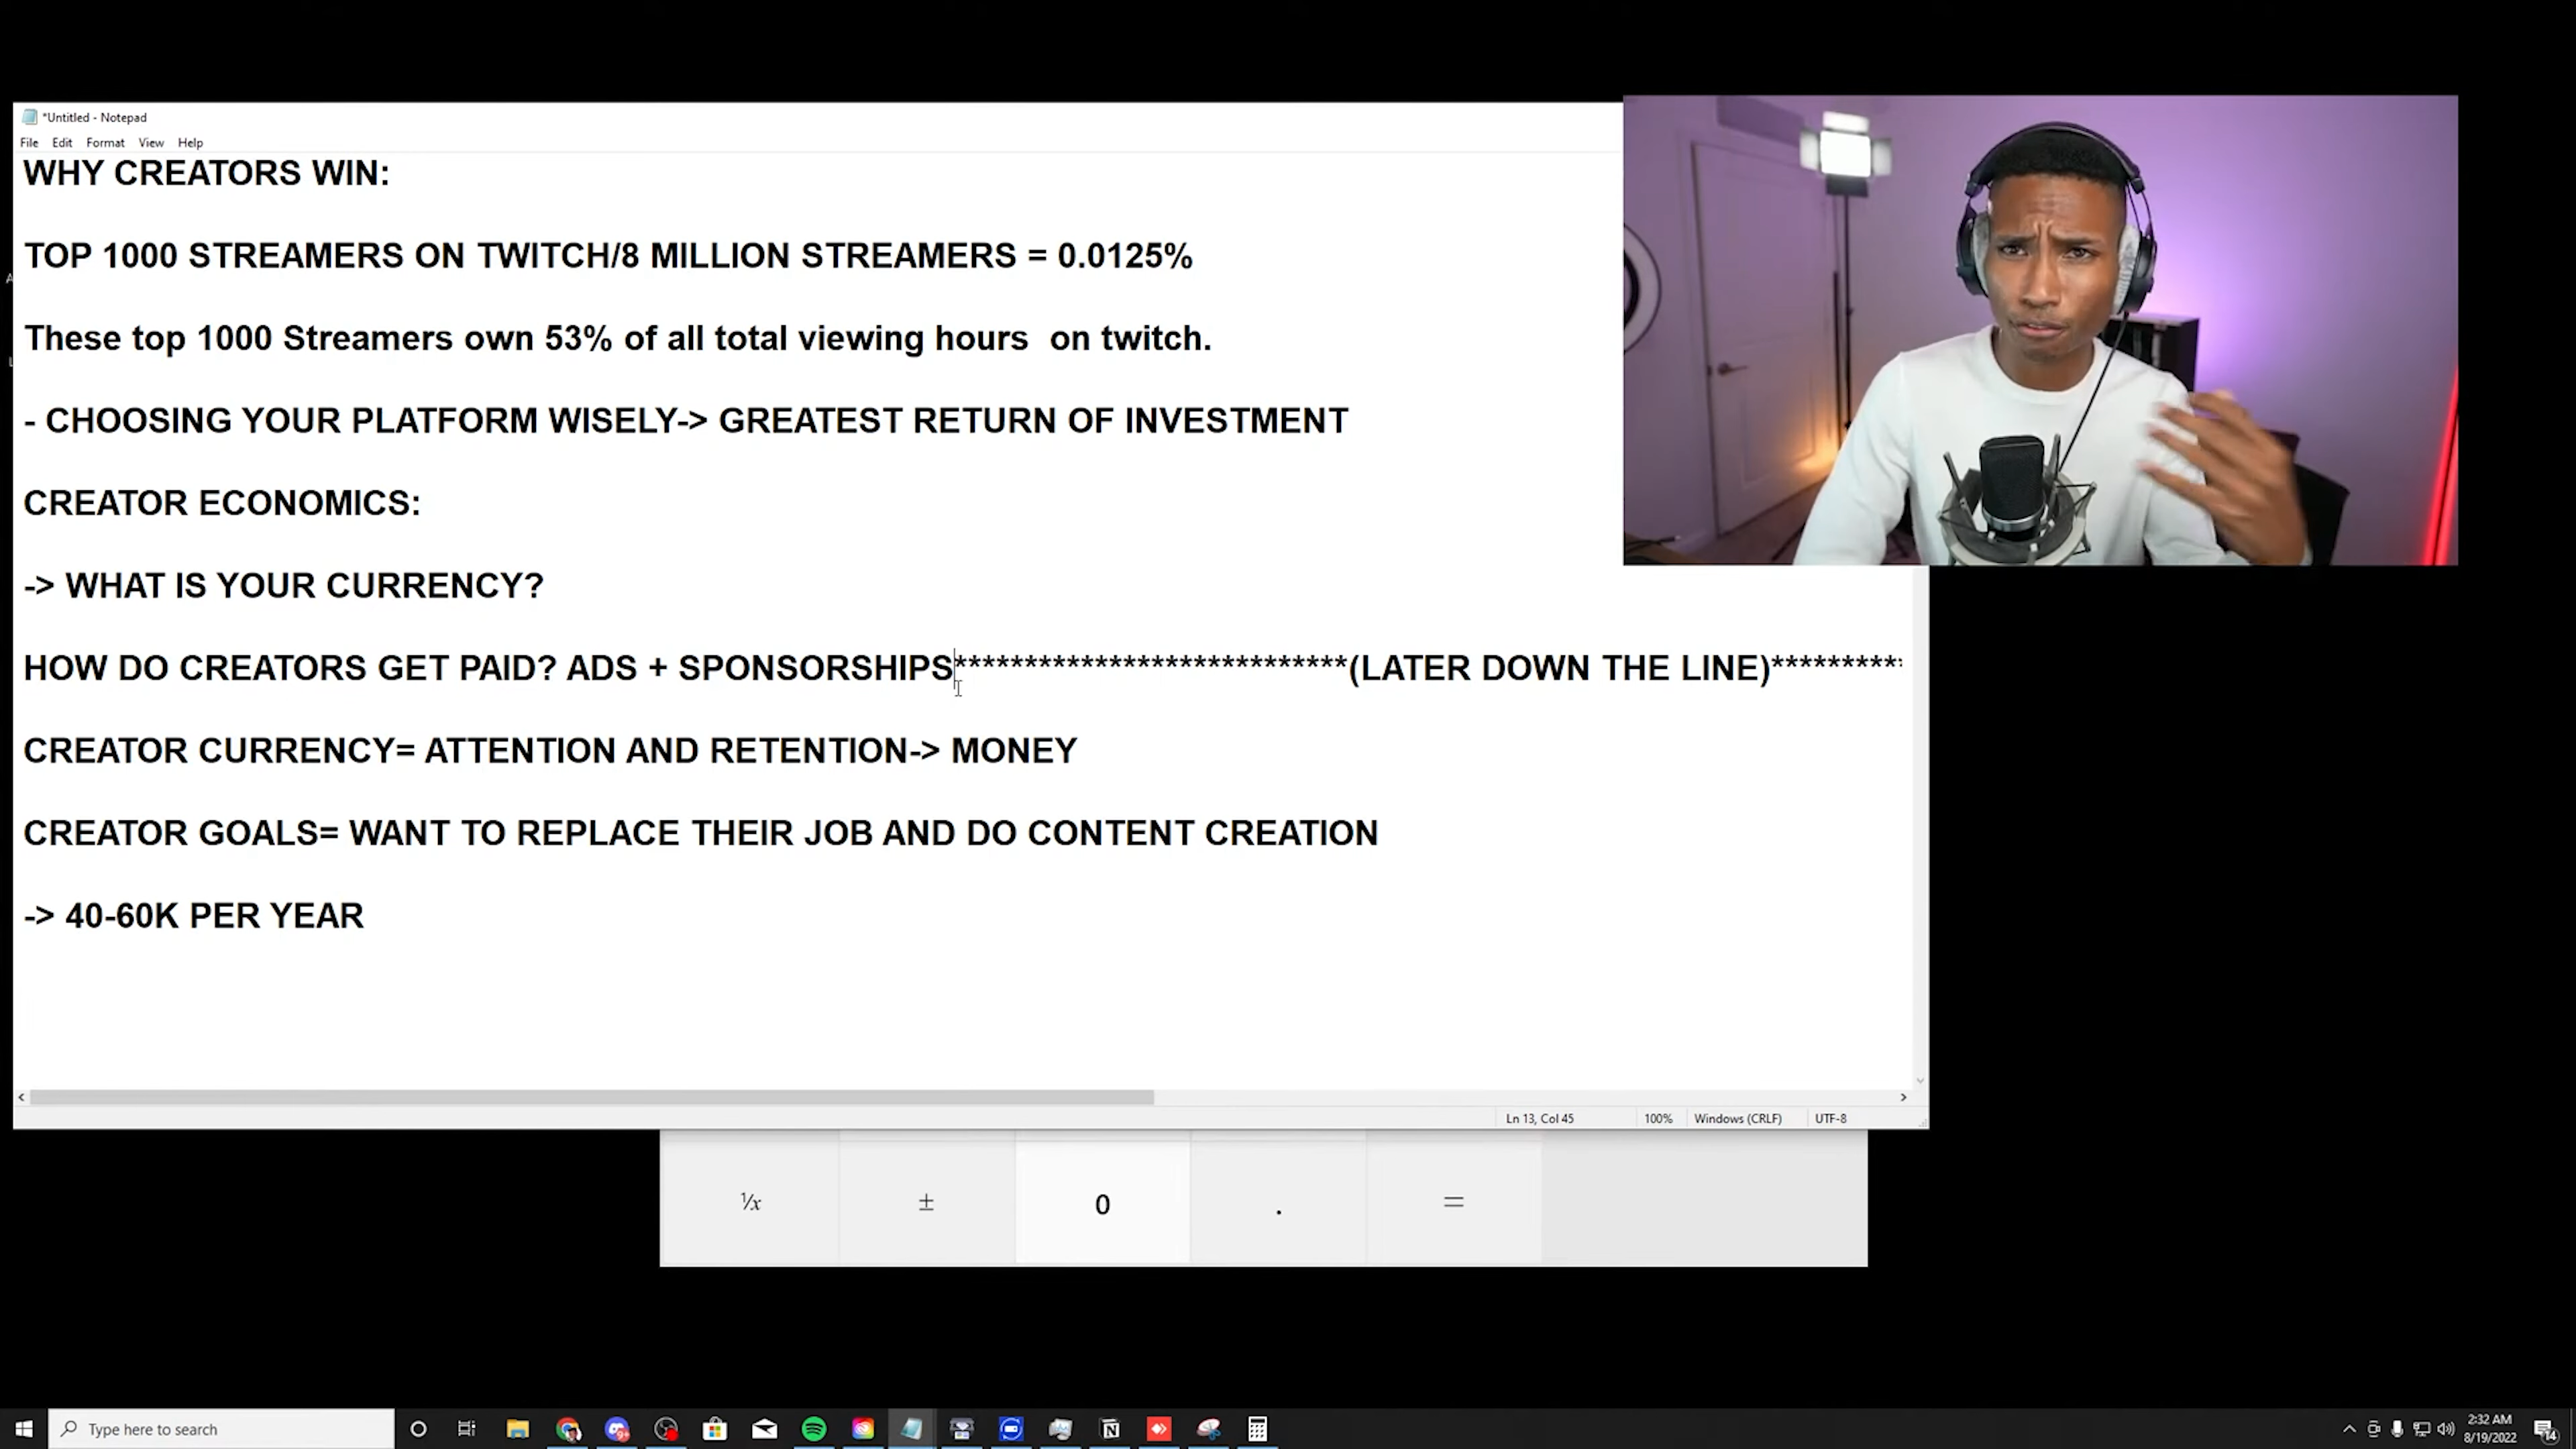 *Untitled - Notepad
File Edit Format View Help
WHY CREATORS WIN:
TOP 1000 STREAMERS ON TWITCH/8 MILLION STREAMERS = 0.0125%
These top 1000 Streamers own 53% of all total viewing hours  on twitch.
- CHOOSING YOUR PLATFORM WISELY-> GREATEST RETURN OF INVESTMENT
CREATOR ECONOMICS:
-> WHAT IS YOUR CURRENCY?
HOW DO CREATORS GET PAID? ADS + SPONSORSHIPS****************************(LATER DOWN THE LINE)**********
CREATOR CURRENCY= ATTENTION AND RETENTION-> MONEY
CREATOR GOALS= WANT TO REPLACE THEIR JOB AND DO CONTENT CREATION
-> 40-60K PER YEAR
Ln 13, Col 45 100% Windows (CRLF) UTF-8
¹/x ± 0 . =
Type here to search
2:32 AM
8/19/2022
14